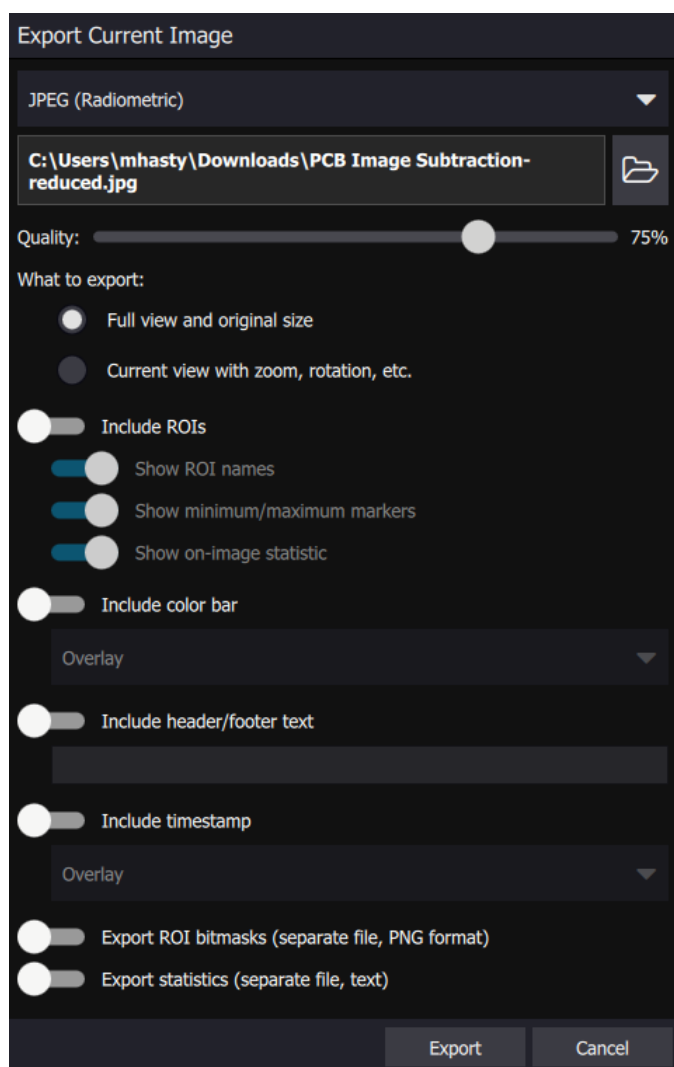 Export Current Image
JPEG (Radiometric)
C:\Users\mhasty\Downloads\PCB Image Subtraction-
reduced.jpg
Quality: 75%
What to export:
Full view and original size
Current view with zoom, rotation, etc.
Include ROIs
Show ROI names
Show minimum/maximum markers
Show on-image statistic
Include color bar
Overlay
Include header/footer text
Include timestamp
Overlay
Export ROI bitmasks (separate file, PNG format)
Export statistics (separate file, text)
Export Cancel